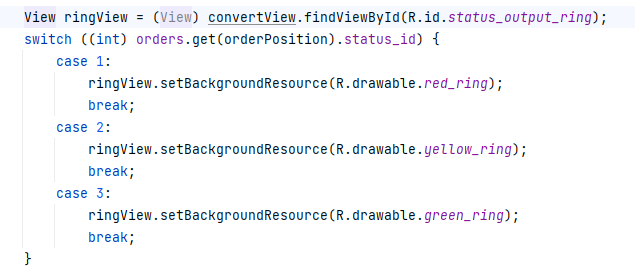 View ringView = (View) convertView.findViewById(R.id.status_output_ring);
switch ((int) orders.get(orderPosition).status_id) {
    case 1:
        ringView.setBackgroundResource(R.drawable.red_ring);
        break;
    case 2:
        ringView.setBackgroundResource(R.drawable.yellow_ring);
        break;
    case 3:
        ringView.setBackgroundResource(R.drawable.green_ring);
        break;
}